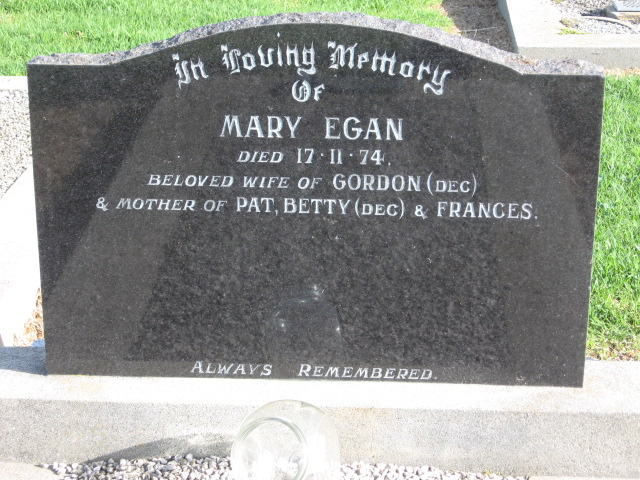 In Loving Memory
Of
MARY EGAN
DIED 17·11·74.
BELOVED WIFE OF GORDON (DEC)
& MOTHER OF PAT, BETTY (DEC) & FRANCES.
ALWAYS REMEMBERED.